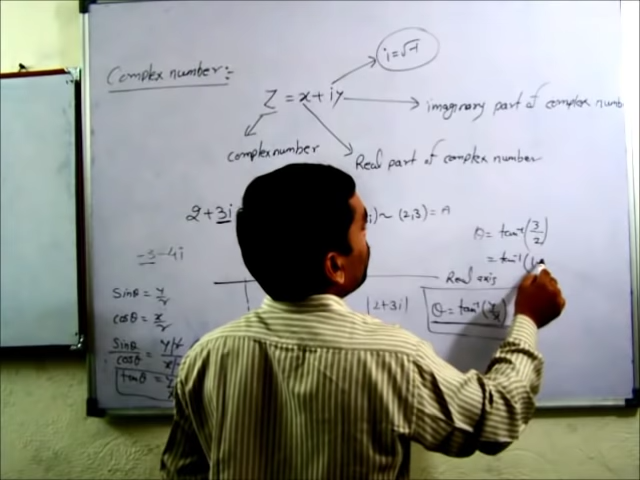 Complex number:-
i = √-1
Z = x + iy
imaginary part of complex numb
complex number
Real part of complex number
2 + 3i
i) ~ (2,3) = A
θ = tan⁻¹(3/2)
= tan⁻¹(1.
-3-4i
Real axis
Sinθ = y/r
|2+3i|
θ = tan⁻¹(y/x)
cosθ = x/r
Sinθ/cosθ = y/r
tanθ = y